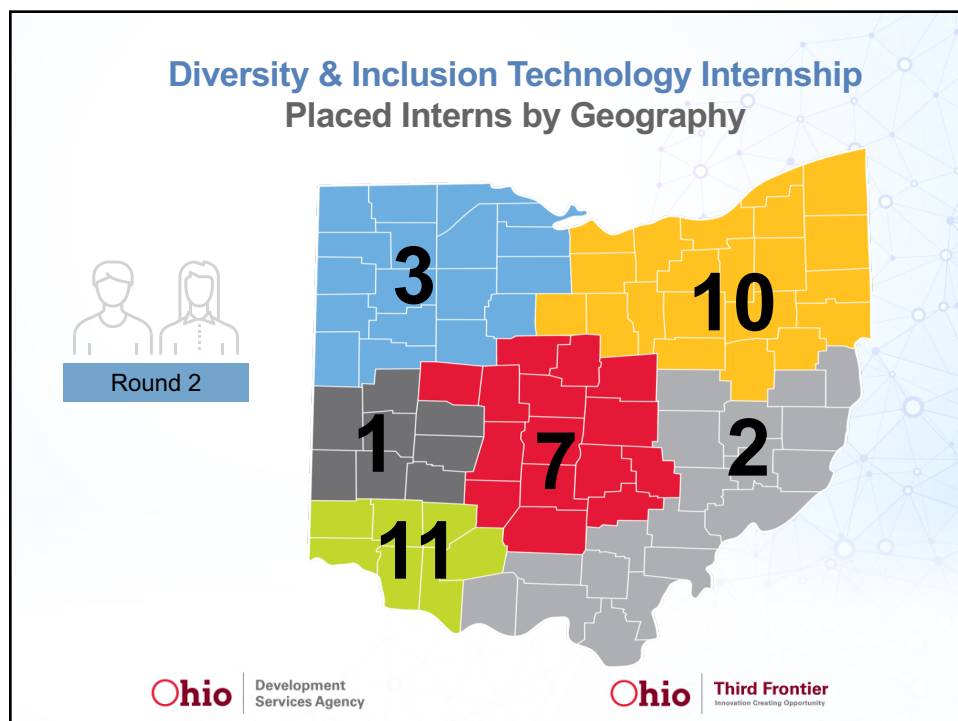 Diversity & Inclusion Technology Internship
Placed Interns by Geography
3
10
Round 2
1
7
2
11
Ohio
Development
Services Agency
Ohio
Third Frontier
Innovation Creating Opportunity